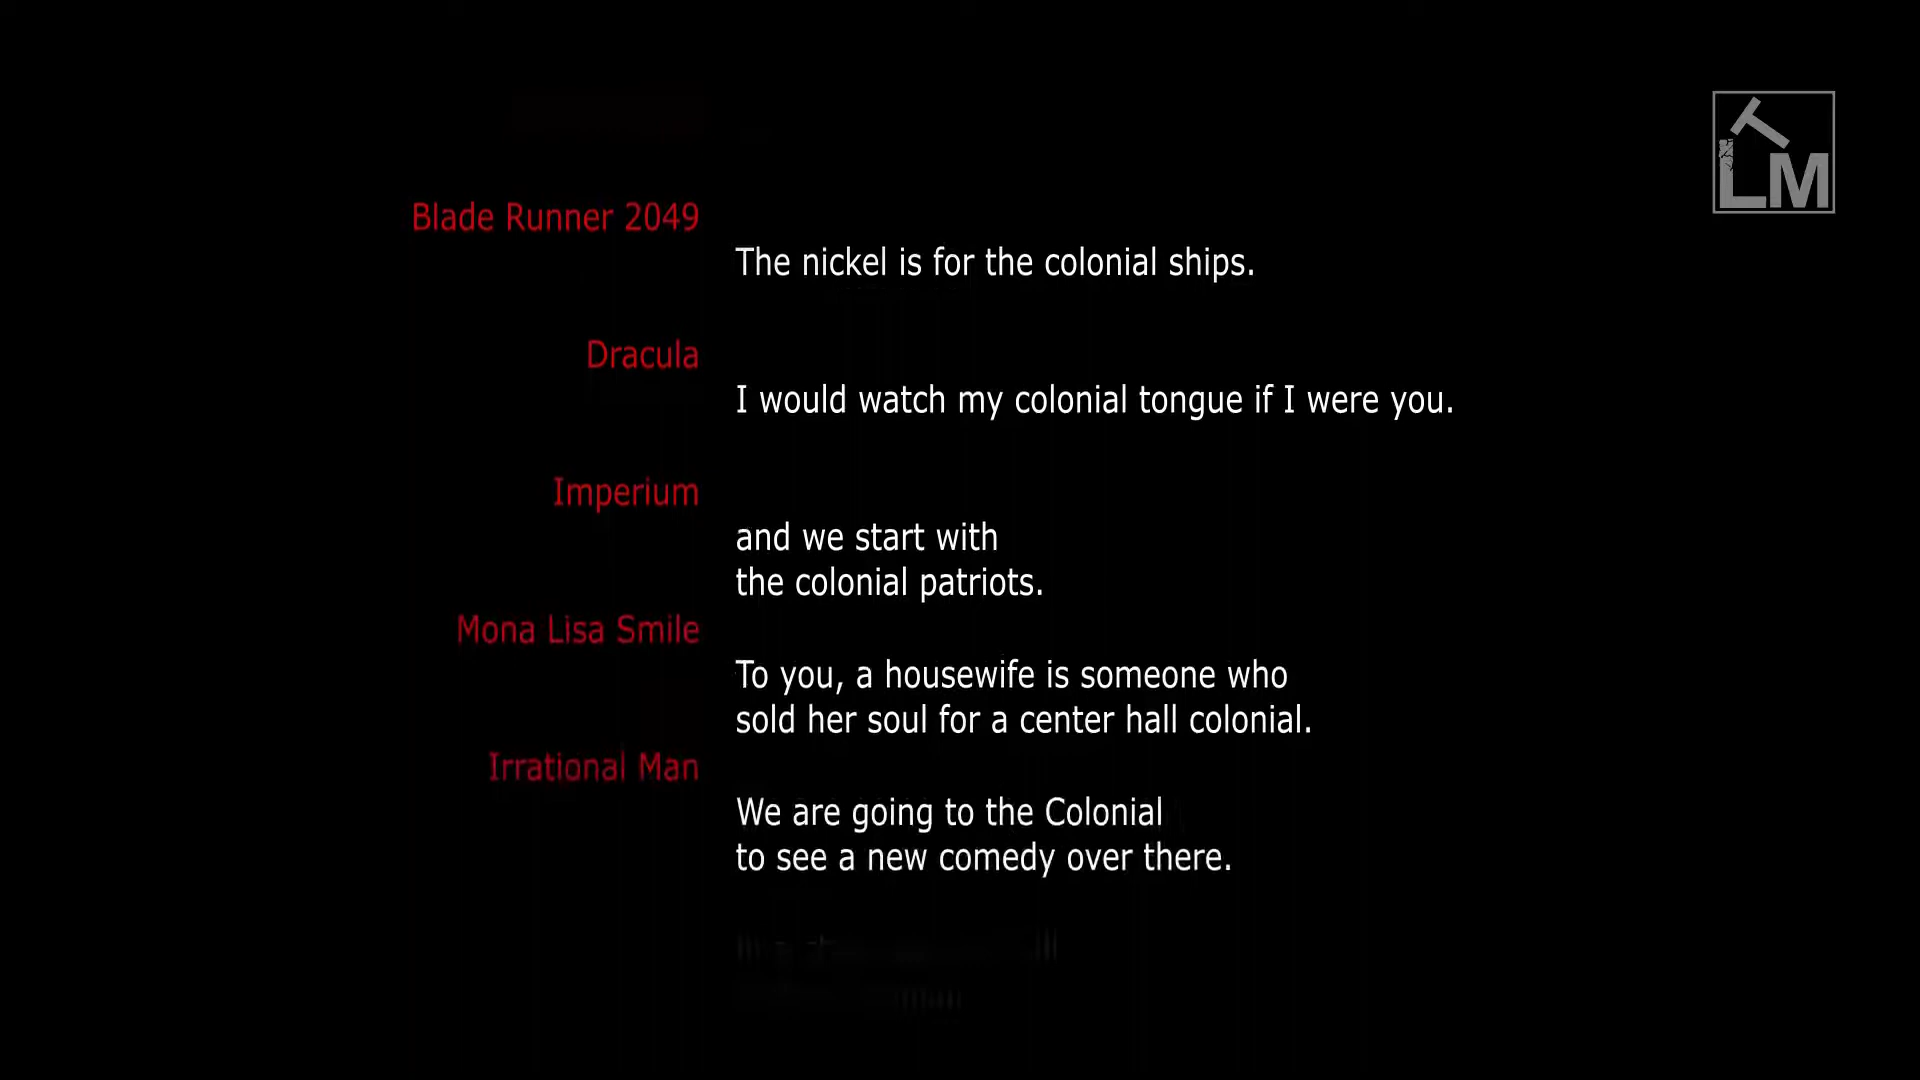 LTM
Blade Runner 2049
The nickel is for the colonial ships.
Dracula
I would watch my colonial tongue if I were you.
Imperium
and we start with
the colonial patriots.
Mona Lisa Smile
To you, a housewife is someone who
sold her soul for a center hall colonial.
Irrational Man
We are going to the Colonial
to see a new comedy over there.